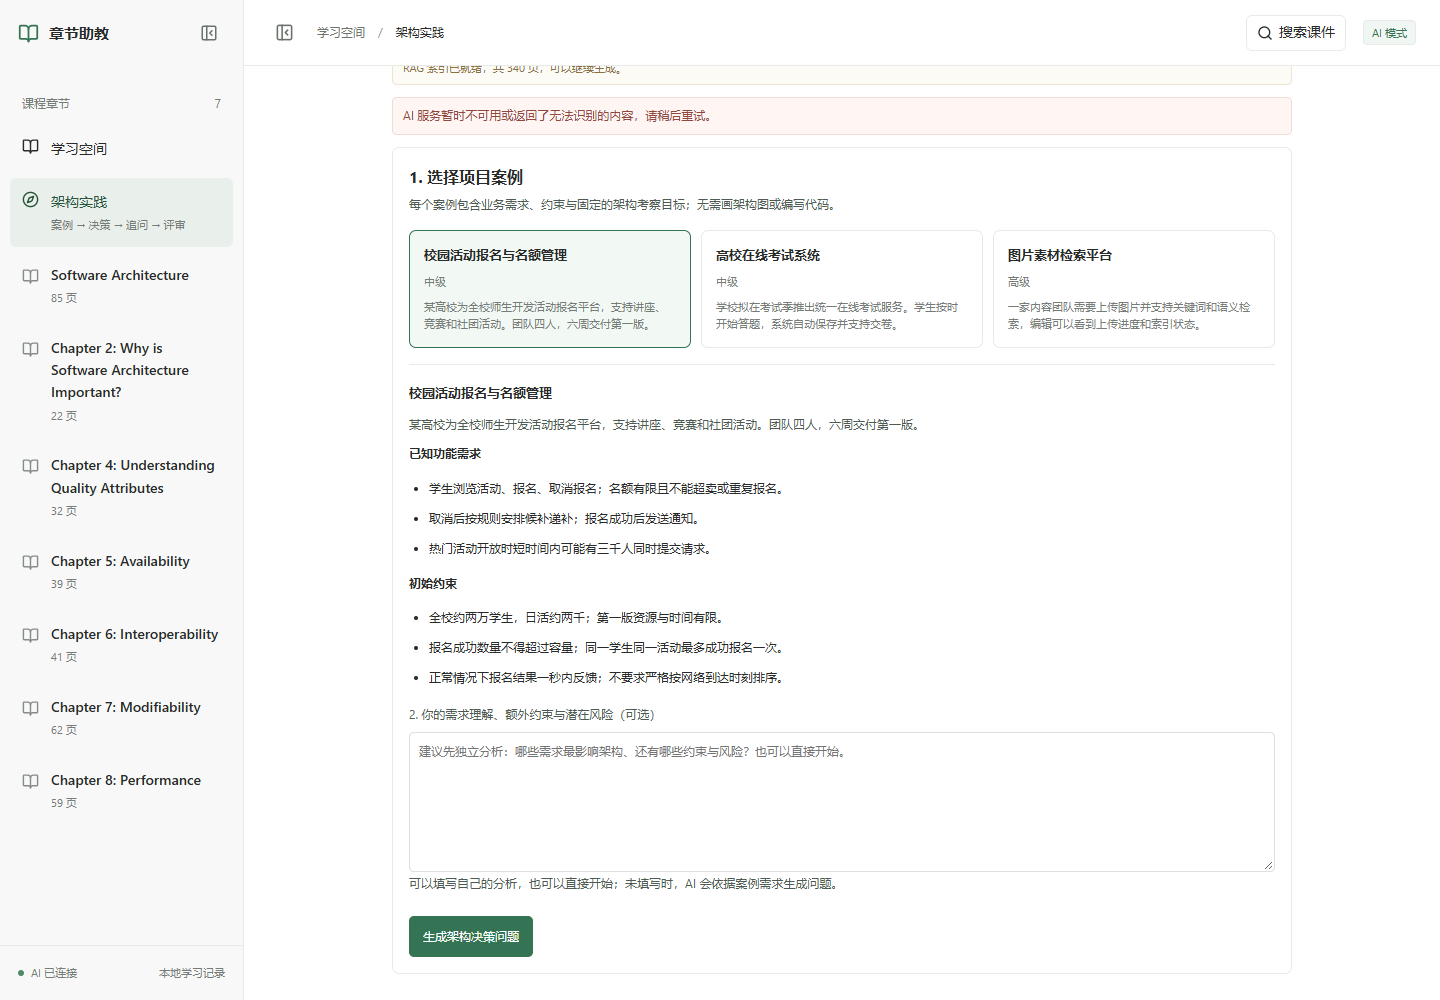 章节助教
课程章节 7
学习空间
架构实践
案例 → 决策 → 追问 → 评审
Software Architecture
85 页
Chapter 2: Why is
Software Architecture
Important?
22 页
Chapter 4: Understanding
Quality Attributes
32 页
Chapter 5: Availability
39 页
Chapter 6: Interoperability
41 页
Chapter 7: Modifiability
62 页
Chapter 8: Performance
59 页
AI 已连接 本地学习记录
学习空间 / 架构实践
搜索课件
AI 模式
RAG 索引已就绪，共 340 页，可以继续生成。
AI 服务暂时不可用或返回了无法识别的内容，请稍后重试。
1. 选择项目案例
每个案例包含业务需求、约束与固定的架构考察目标；无需画架构图或编写代码。
校园活动报名与名额管理
中级
某高校为全校师生开发活动报名平台，支持讲座、
竞赛和社团活动。团队四人，六周交付第一版。
高校在线考试系统
中级
学校拟在考试季推出统一在线考试服务。学生按时
开始答题，系统自动保存并支持交卷。
图片素材检索平台
高级
一家内容团队需要上传图片并支持关键词和语义检
索，编辑可以看到上传进度和索引状态。
校园活动报名与名额管理
某高校为全校师生开发活动报名平台，支持讲座、竞赛和社团活动。团队四人，六周交付第一版。
已知功能需求
• 学生浏览活动、报名、取消报名；名额有限且不能超卖或重复报名。
• 取消后按规则安排候补递补；报名成功后发送通知。
• 热门活动开放时短时间内可能有三千人同时提交请求。
初始约束
• 全校约两万学生，日活约两千；第一版资源与时间有限。
• 报名成功数量不得超过容量；同一学生同一活动最多成功报名一次。
• 正常情况下报名结果一秒内反馈；不要求严格按网络到达时刻排序。
2. 你的需求理解、额外约束与潜在风险（可选）
建议先独立分析：哪些需求最影响架构、还有哪些约束与风险？也可以直接开始。
可以填写自己的分析，也可以直接开始；未填写时，AI 会依据案例需求生成问题。
生成架构决策问题